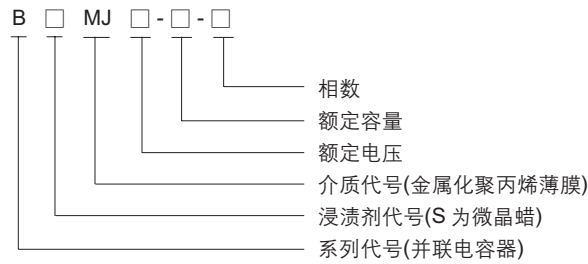 B □ MJ □ - □ - □
相数
额定容量
额定电压
介质代号(金属化聚丙烯薄膜)
浸渍剂代号(S 为微晶蜡)
系列代号(并联电容器)